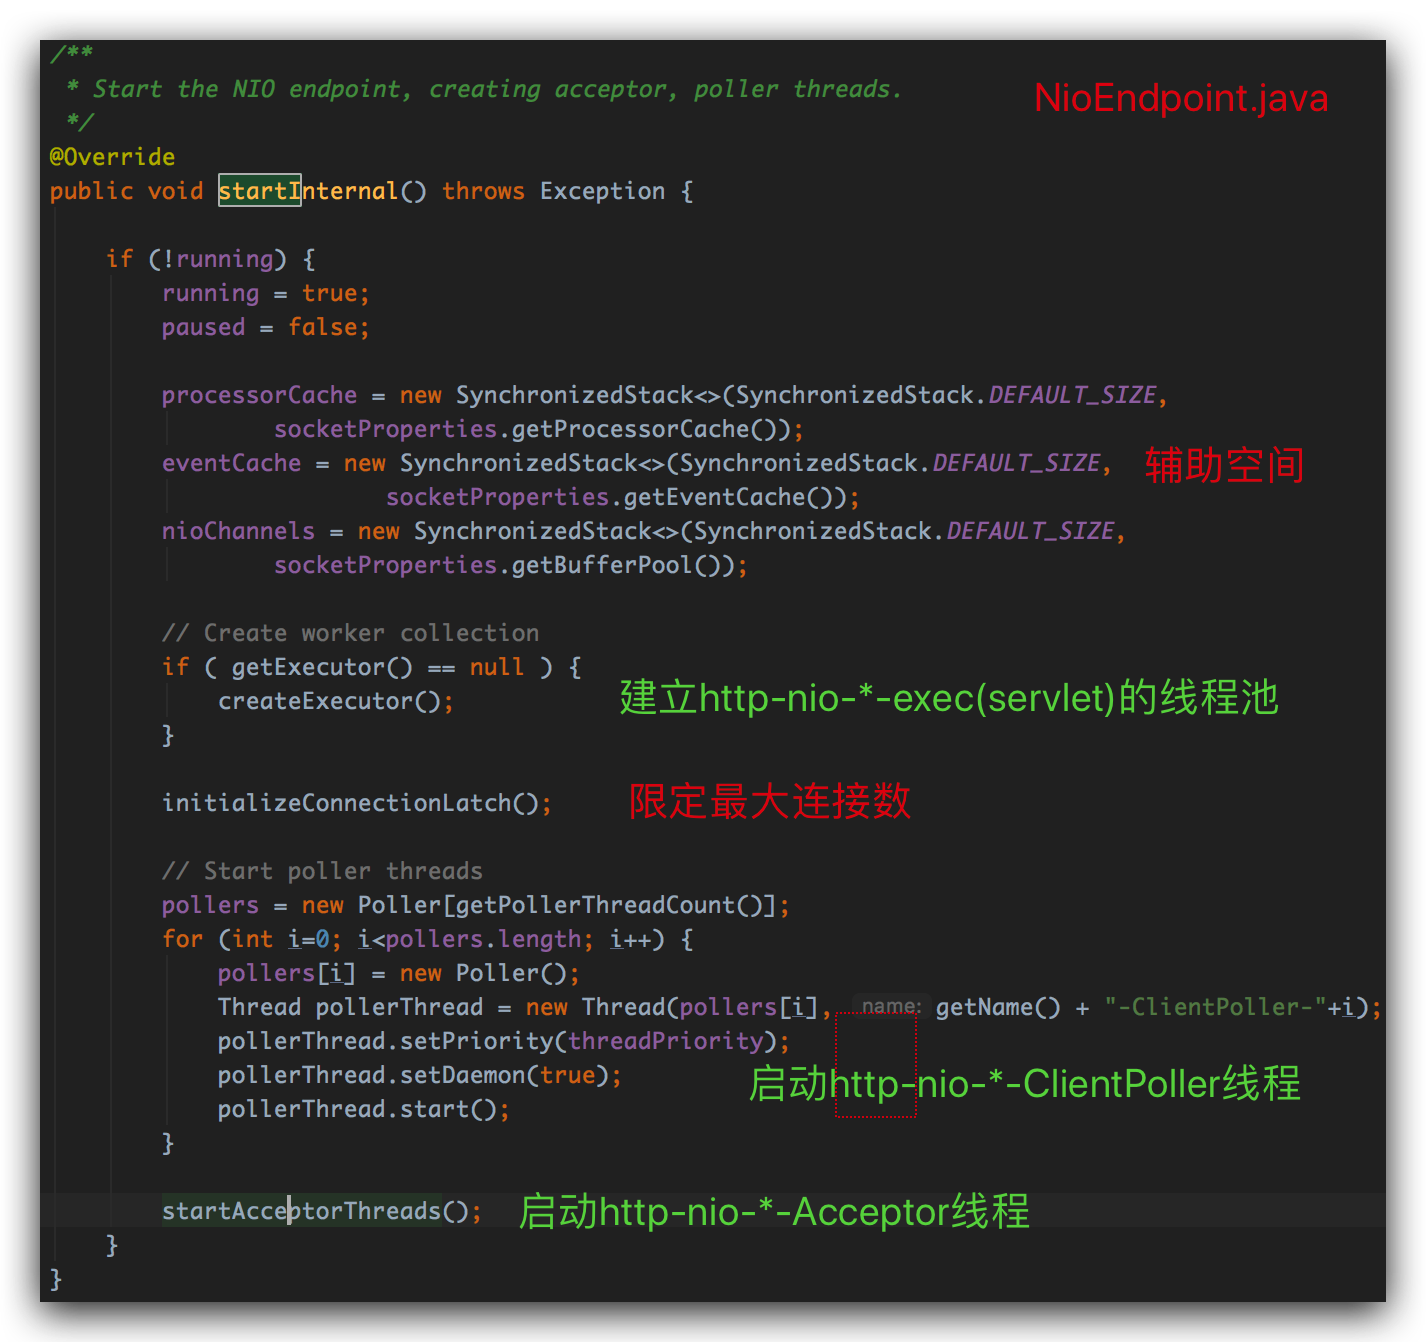 /**
 * Start the NIO endpoint, creating acceptor, poller threads.
NioEndpoint.java
 */
@Override
public void startInternal() throws Exception {
if (!running) {
running = true;
paused = false;
processorCache = new SynchronizedStack<>(SynchronizedStack.DEFAULT_SIZE,
socketProperties.getProcessorCache());
eventCache = new SynchronizedStack<>(SynchronizedStack.DEFAULT_SIZE,
辅助空间
socketProperties.getEventCache());
nioChannels = new SynchronizedStack<>(SynchronizedStack.DEFAULT_SIZE,
socketProperties.getBufferPool());
// Create worker collection
if ( getExecutor() == null ) {
createExecutor();
建立http-nio-*-exec(servlet)的线程池
}
initializeConnectionLatch();
限定最大连接数
// Start poller threads
pollers = new Poller[getPollerThreadCount()];
for (int i=0; i<pollers.length; i++) {
pollers[i] = new Poller();
Thread pollerThread = new Thread(pollers[i], name: getName() + "-ClientPoller-"+i);
pollerThread.setPriority(threadPriority);
pollerThread.setDaemon(true);
启动http-nio-*-ClientPoller线程
pollerThread.start();
}
startAcceptorThreads();
启动http-nio-*-Acceptor线程
}
}